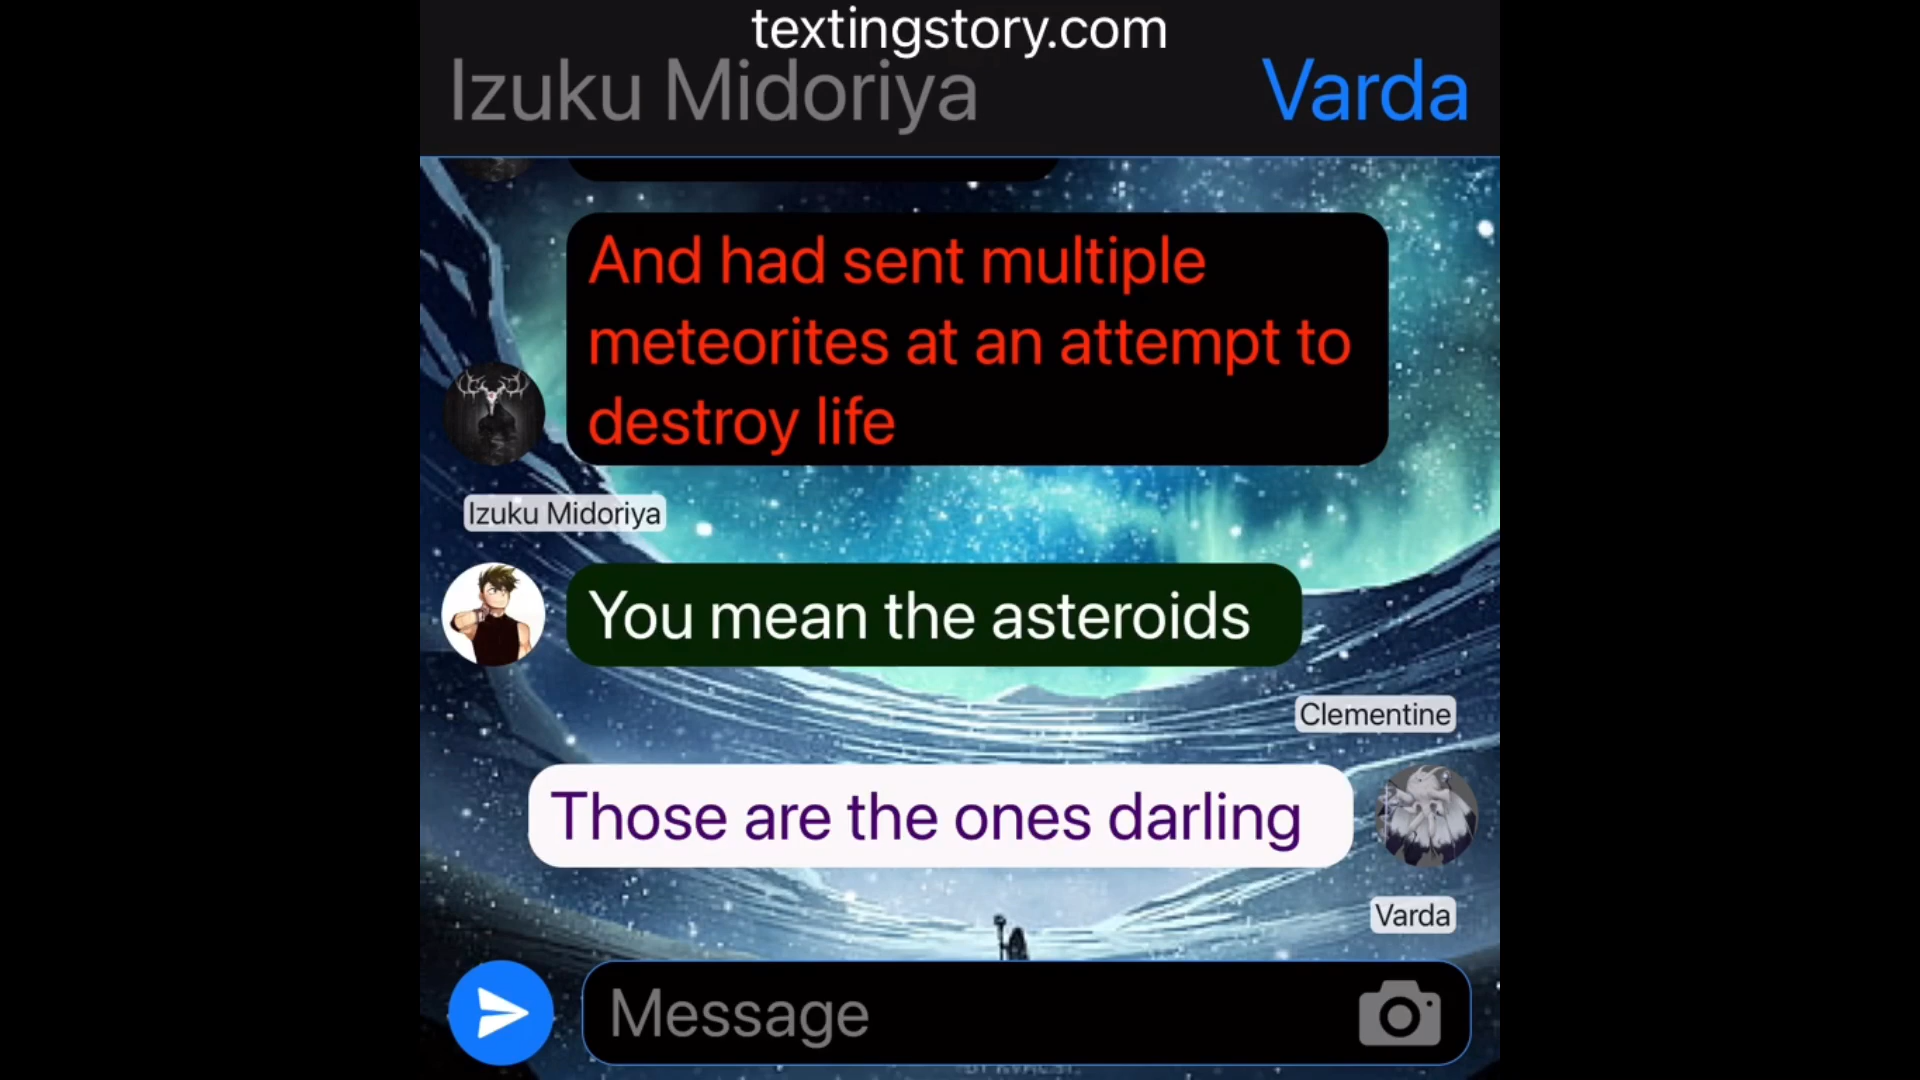 textingstory.com
Izuku Midoriya Varda
And had sent multiple
meteorites at an attempt to
destroy life
Izuku Midoriya
You mean the asteroids
Clementine
Those are the ones darling
Varda
Message